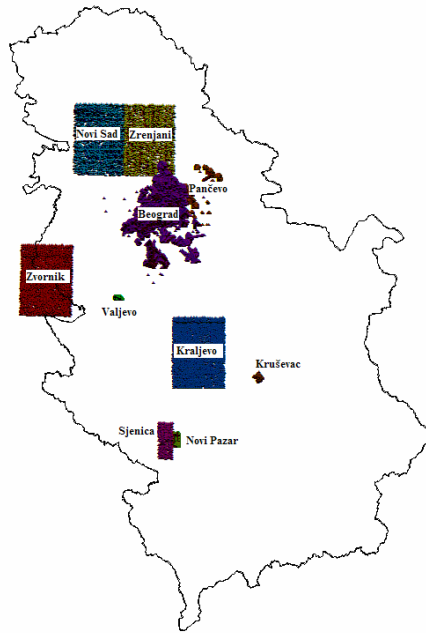 Novi Sad
Zrenjani
Pančevo
Beograd
Zvornik
Valjevo
Kraljevo
Kruševac
Sjenica
Novi Pazar